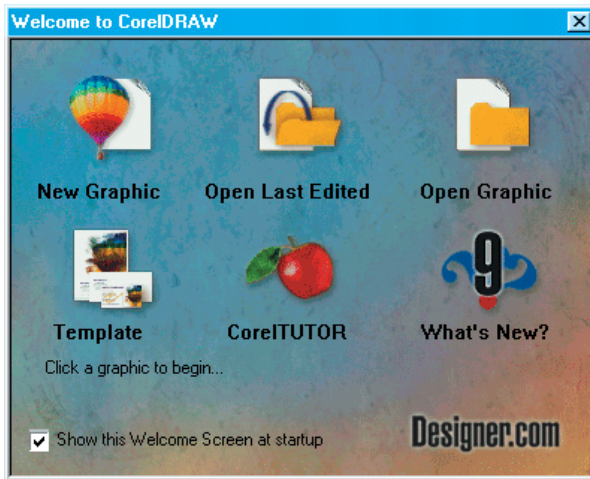 Welcome to CorelDRAW
New Graphic
Open Last Edited
Open Graphic
9
Template
CorelTUTOR
What's New?
Click a graphic to begin...
Show this Welcome Screen at startup
Designer.com